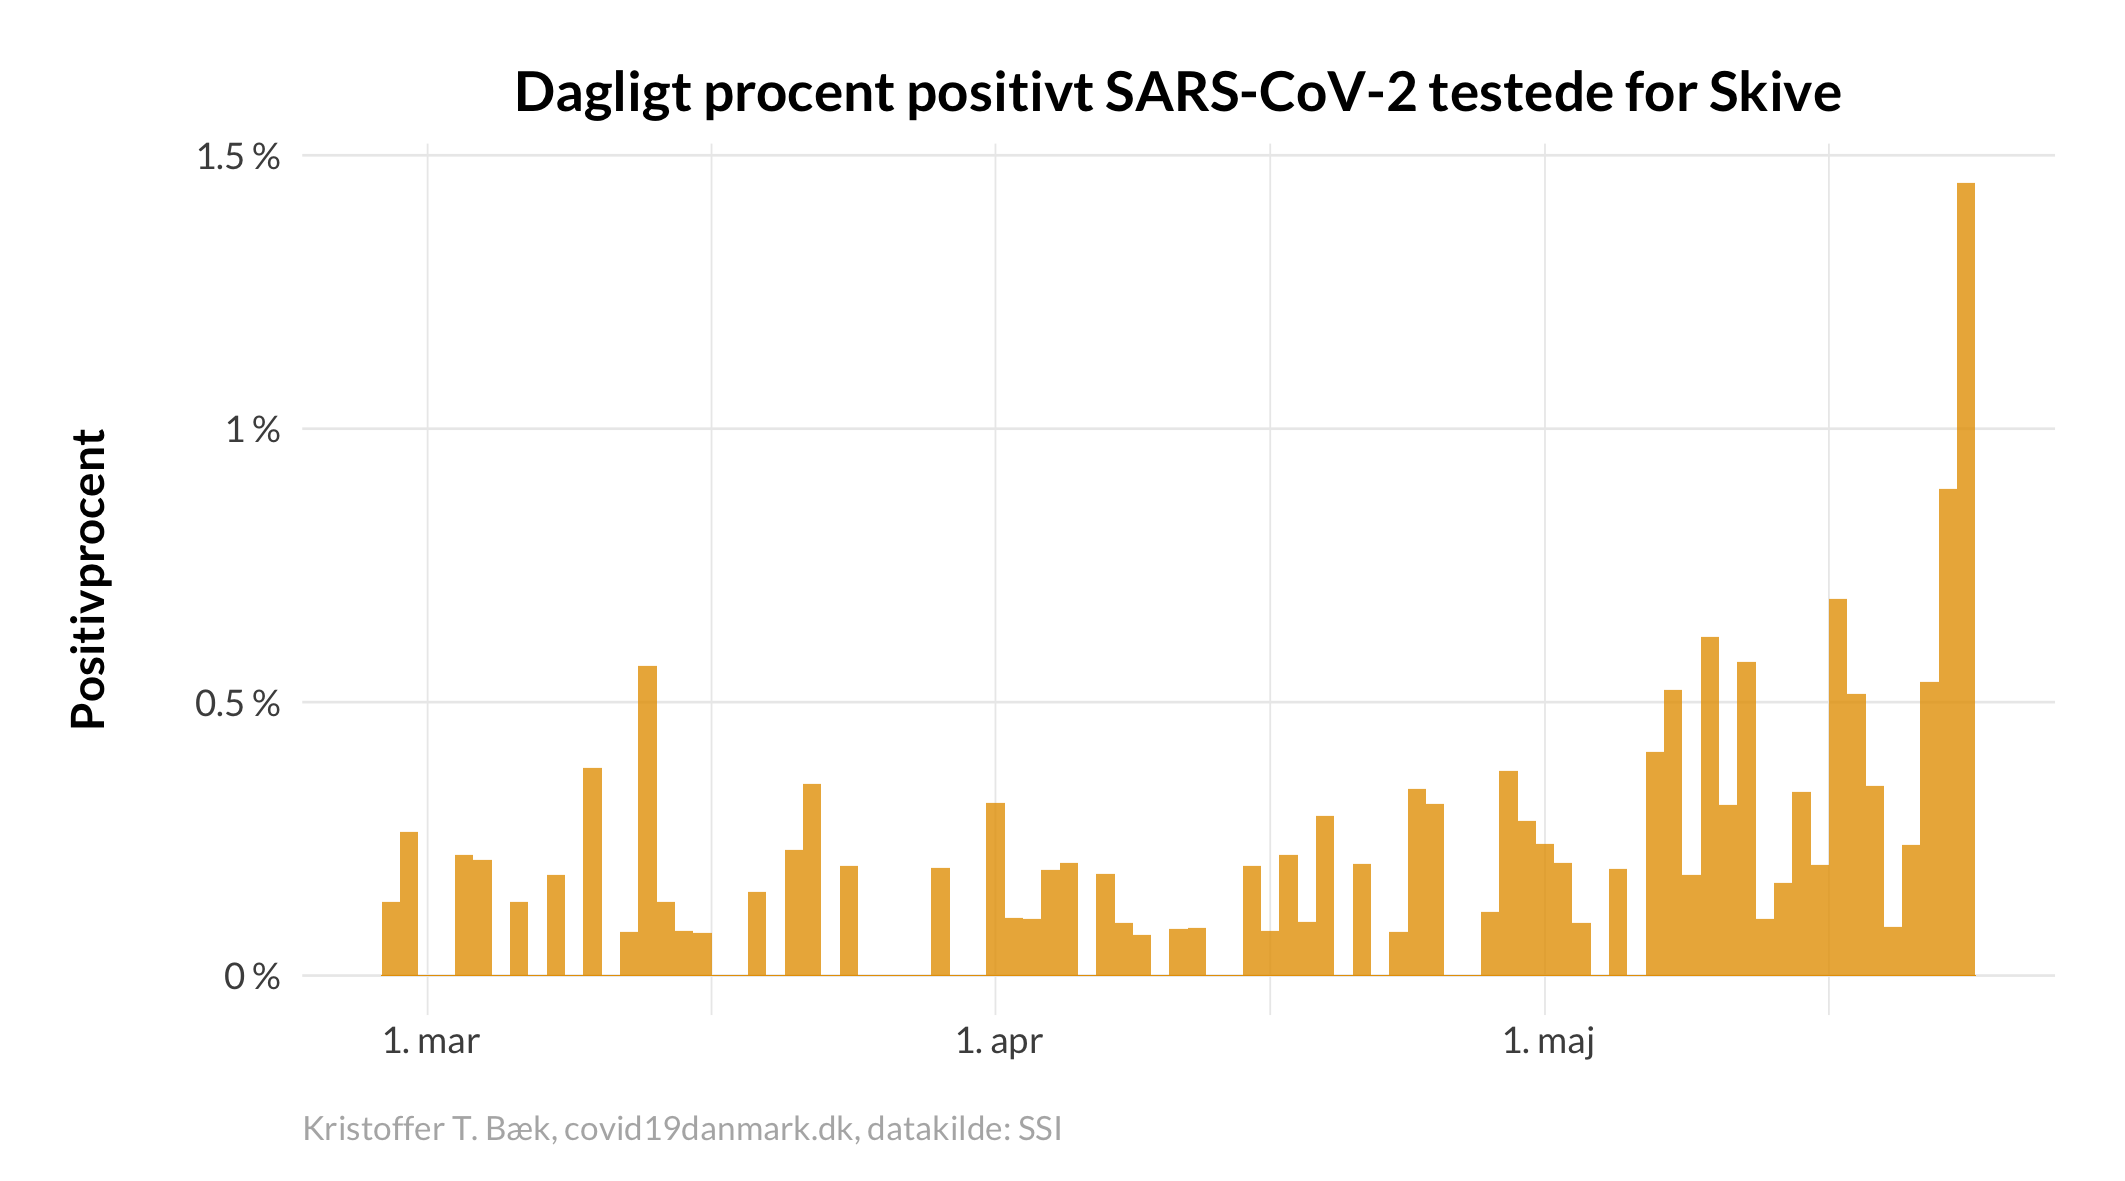 Dagligt procent positivt SARS-CoV-2 testede for Skive
Positivprocent
1.5 %
1 %
0.5 %
0 %
1. mar
1. apr
1. maj
Kristoffer T. Bæk, covid19danmark.dk, datakilde: SSI